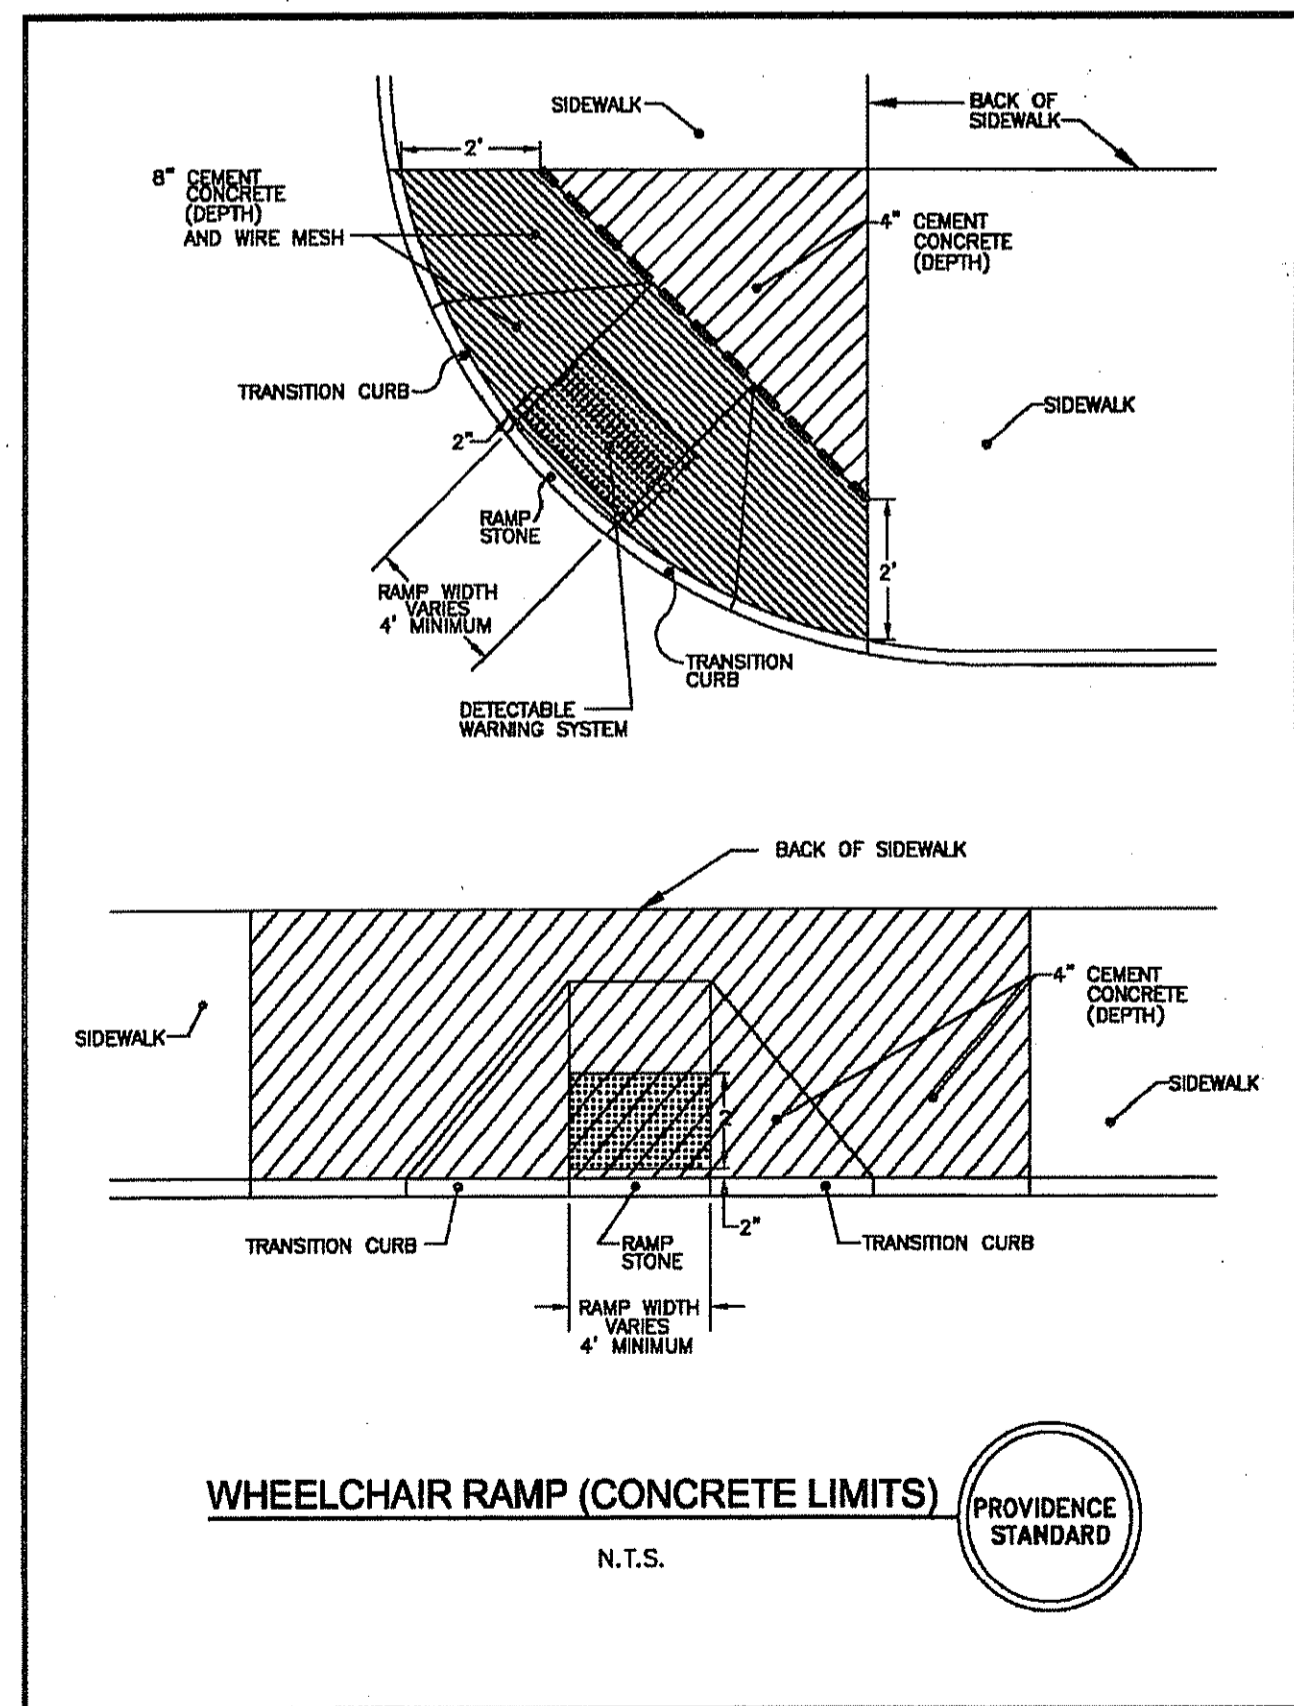 SIDEWALK
BACK OF
SIDEWALK
2'
8" CEMENT
CONCRETE
(DEPTH)
AND WIRE MESH
4" CEMENT
CONCRETE
(DEPTH)
TRANSITION CURB
SIDEWALK
2"
RAMP
STONE
2'
RAMP WIDTH
VARIES
4' MINIMUM
TRANSITION
CURB
DETECTABLE
WARNING SYSTEM
BACK OF SIDEWALK
4" CEMENT
CONCRETE
(DEPTH)
SIDEWALK
SIDEWALK
2
2"
TRANSITION CURB
RAMP
STONE
TRANSITION CURB
RAMP WIDTH
VARIES
4' MINIMUM
WHEELCHAIR RAMP (CONCRETE LIMITS)
PROVIDENCE
STANDARD
N.T.S.